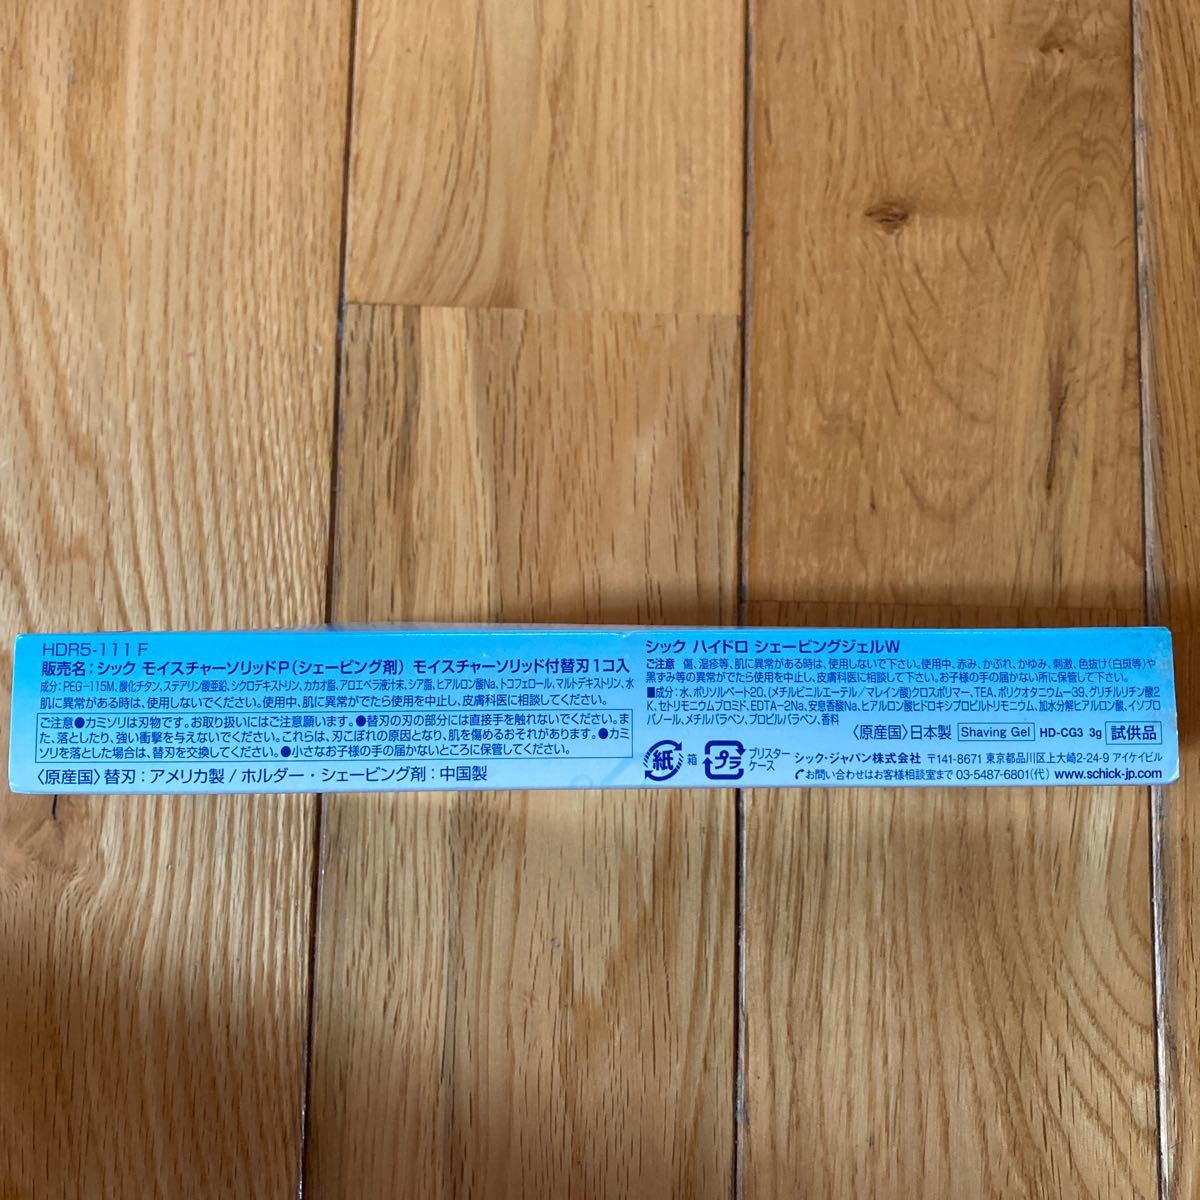 HDR5-111 F
販売名：シック モイスチャーソリッドP（シェービング剤） モイスチャーソリッド付替刃1コ入
成分：PEG-115M、酸化チタン、ステアリン酸亜鉛、シクロデキストリン、カカオ脂、アロエベラ液汁末、シア脂、ヒアルロン酸Na、トコフェロール、マルトデキストリン、水
肌に異常がある時は、使用しないでください。使用中、肌に異常がでたら使用を中止し、皮膚科医に相談してください。
ご注意●カミソリは刃物です。お取り扱いにはご注意願います。●替刃の刃の部分には直接手を触れないでください。ま
た、落としたり、強い衝撃を与えないでください。これらは、刃こぼれの原因となり、肌を傷めるおそれがあります。●カミ
ソリを落とした場合は、替刃を交換してください。●小さなお子様の手の届かないところに保管してください。
〈原産国〉替刃：アメリカ製/ホルダー・シェービング剤：中国製
シック ハイドロ シェービングジェルW
ご注意 傷、湿疹等、肌に異常がある時は、使用しないで下さい。使用中、赤み、かぶれ、かゆみ、刺激、色抜け(白斑等)や
黒ずみ等の異常がでたら使用を中止し、皮膚科医に相談して下さい。お子様の手の届かない所に保管して下さい。
■成分：水、ポリソルベート20、(メチルビニルエーテル/マレイン酸)クロスポリマー、TEA、ポリクオタニウム-39、グリチルリチン酸2
K、セトリモニウムブロミド、EDTA-2Na、安息香酸Na、ヒアルロン酸ヒドロキシプロピルトリモニウム、加水分解ヒアルロン酸、イソプロ
パノール、メチルパラベン、プロピルパラベン、香料
〈原産国〉日本製 Shaving Gel HD-CG3 3g 試供品
紙 箱 プラ ブリスター
ケース
シック・ジャパン株式会社 〒141-8671 東京都品川区上大崎2-24-9 アイケイビル
お問い合わせはお客様相談室まで 03-5487-6801(代) www.schick-jp.com